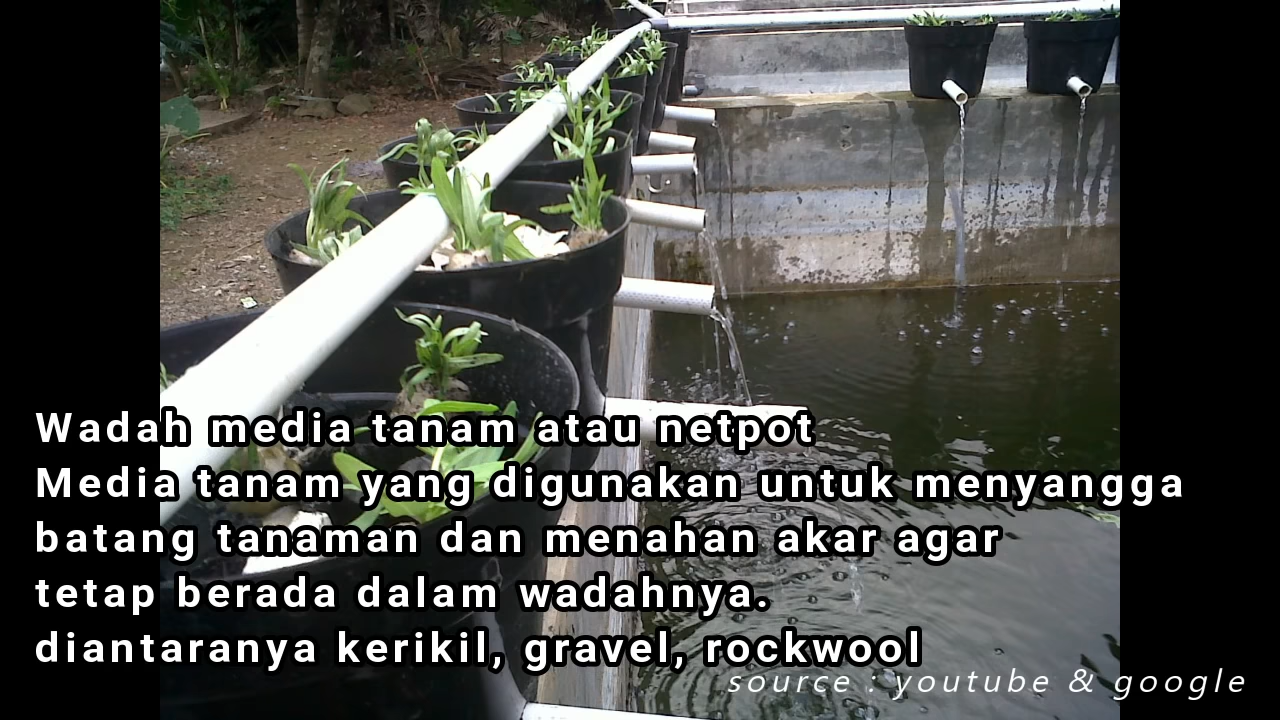 Wadah media tanam atau netpot
Media tanam yang digunakan untuk menyangga
batang tanaman dan menahan akar agar
tetap berada dalam wadahnya.
diantaranya kerikil, gravel, rockwool
source : youtube & google